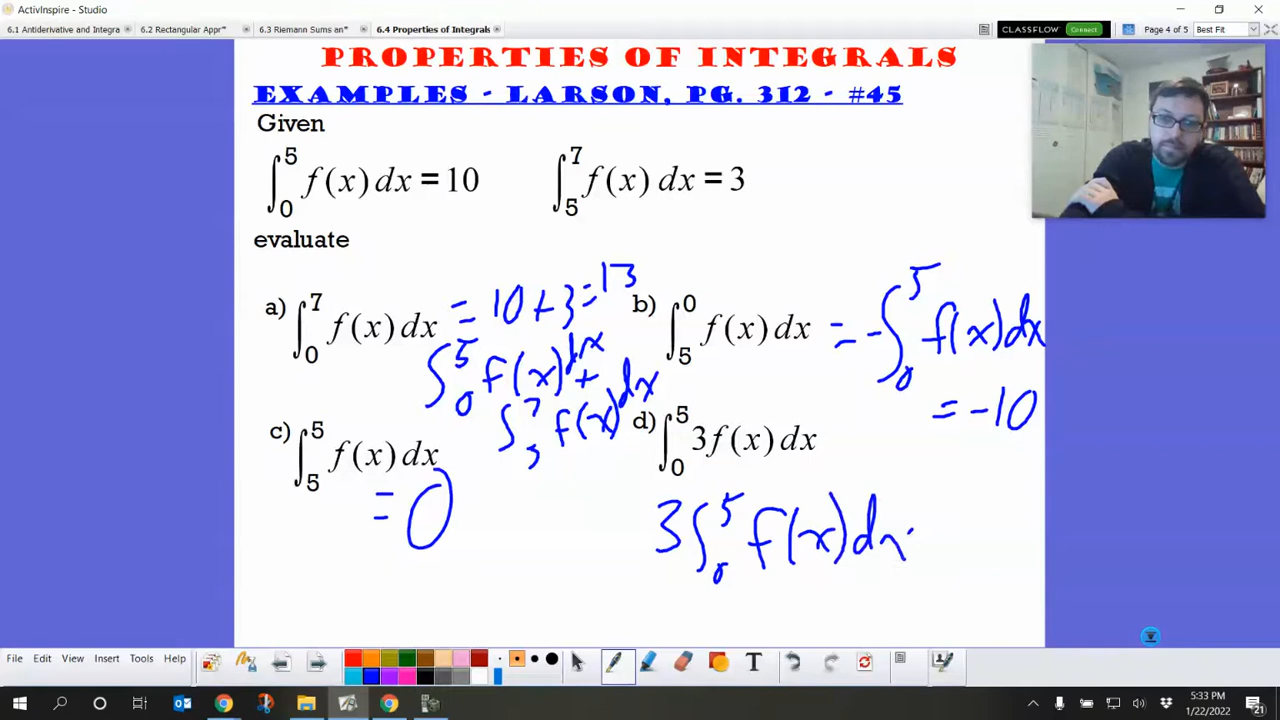 ActivInspire - Studio
6.1 Antiderivative and Integra
6.2 Rectangular Appr*
6.3 Riemann Sums an*
6.4 Properties of Integrals
CLASSFLOW Connect
Page 4 of 5
Best Fit
PROPERTIES OF INTEGRALS
EXAMPLES - LARSON, PG. 312 - #45
Given
∫₀⁵ f(x) dx = 10
∫₅⁷ f(x) dx = 3
evaluate
a) ∫₀⁷ f(x) dx = 10 + 3 = 13
∫₀⁵ f(x)dx +
∫₅⁷ f(x)dx
b) ∫₅⁰ f(x) dx = -∫₀⁵ f(x)dx
= -10
c) ∫₅⁵ f(x) dx
= 0
d) ∫₀⁵ 3f(x) dx
3∫₀⁵ f(x)dx
File Edit View Insert Tools Help
5:33 PM
1/22/2022
21